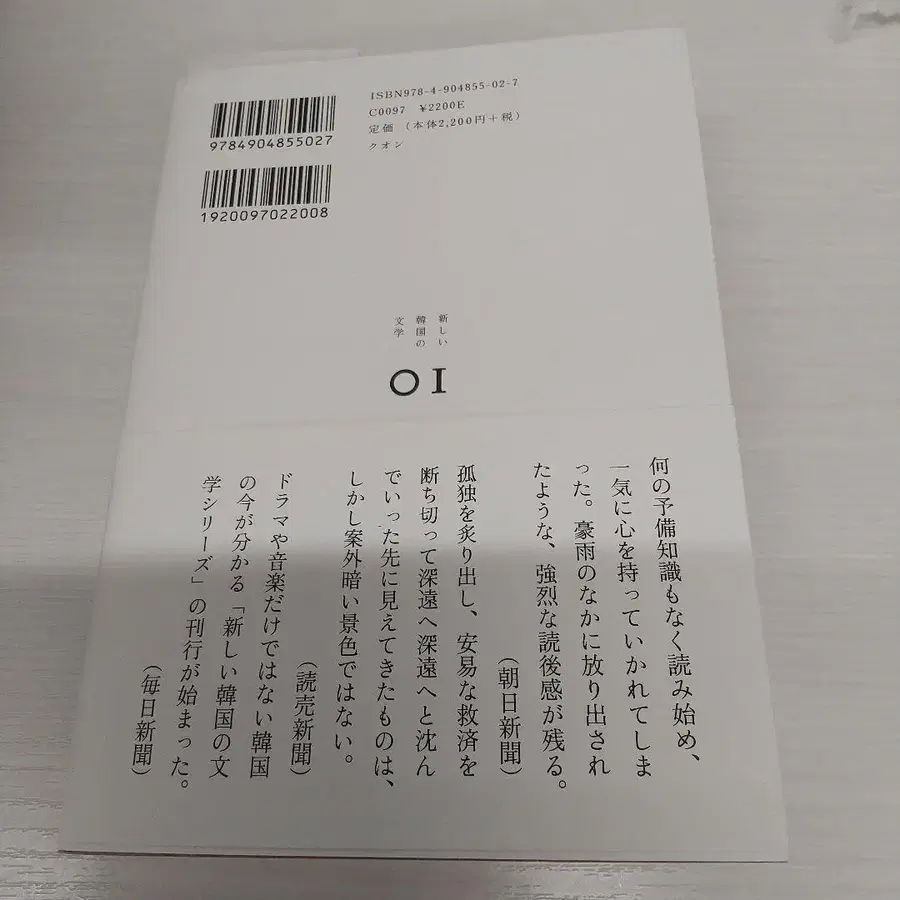 ISBN978-4-904855-02-7
C0097 ¥2200E
定価（本体2,200円＋税）
クオン
9784904855027
1920097022008
新しい
韓国の
文学
01
何の予備知識もなく読み始め、
一気に心を持っていかれてしま
った。豪雨のなかに放り出され
たような、強烈な読後感が残る。
（朝日新聞）
孤独を炙り出し、安易な救済を
断ち切って深遠へ深遠へと沈ん
でいった先に見えてきたものは、
しかし案外暗い景色ではない。
（読売新聞）
ドラマや音楽だけではない韓国
の今が分かる「新しい韓国の文
学シリーズ」の刊行が始まった。
（毎日新聞）